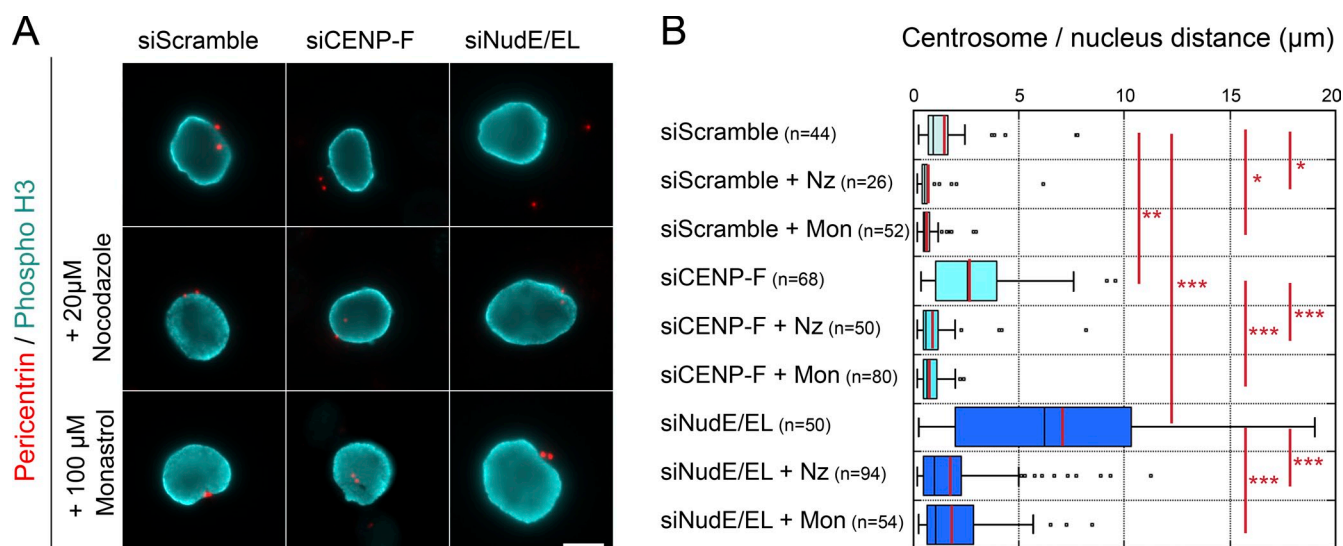 A
siScramble siCENP-F siNudE/EL
Pericentrin / Phospho H3
+ 20µM
Nocodazole
+ 100 µM
Monastrol
B
Centrosome / nucleus distance (µm)
0 5 10 15 20
siScramble (n=44)
siScramble + Nz (n=26)
siScramble + Mon (n=52)
siCENP-F (n=68)
siCENP-F + Nz (n=50)
siCENP-F + Mon (n=80)
siNudE/EL (n=50)
siNudE/EL + Nz (n=94)
siNudE/EL + Mon (n=54)
**
***
*
*
***
***
***
***